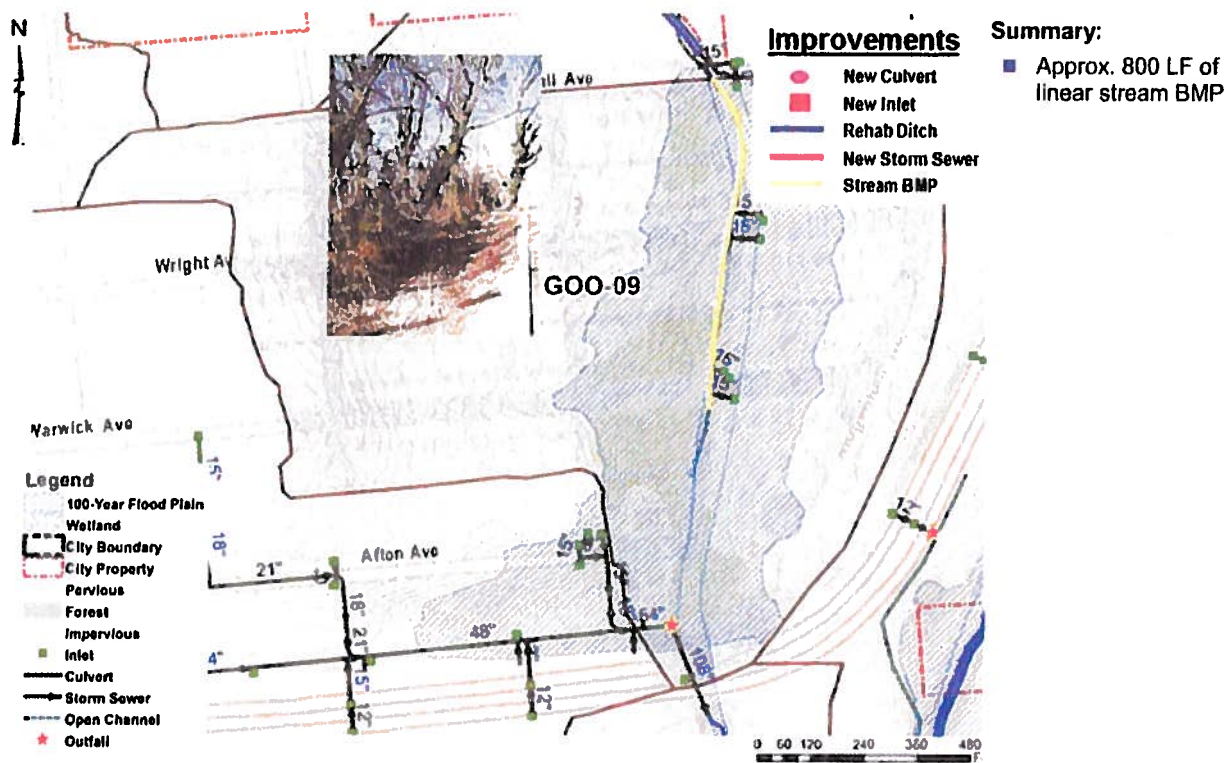 N
Improvements
New Culvert
New Inlet
Rehab Ditch
New Storm Sewer
Stream BMP
Summary:
Approx. 800 LF of
linear stream BMP
15"
Ave
Wright Av
GOO-09
15"
Warwick Ave
15"
18"
Legend
100-Year Flood Plain
Wetland
City Boundary
City Property
Pervious
Forest
Impervious
Inlet
Culvert
Storm Sewer
Open Channel
Outfall
Afton Ave
21"
18"
21"
15"
12"
4"
48"
12"
54"
108"
12"
0 60 120 240 360 480